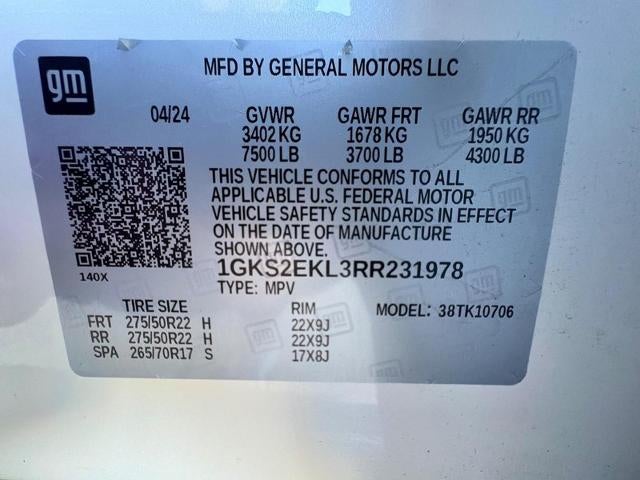 gm
MFD BY GENERAL MOTORS LLC
04/24 GVWR GAWR FRT GAWR RR
3402 KG 1678 KG 1950 KG
7500 LB 3700 LB 4300 LB
THIS VEHICLE CONFORMS TO ALL
APPLICABLE U.S. FEDERAL MOTOR
VEHICLE SAFETY STANDARDS IN EFFECT
ON THE DATE OF MANUFACTURE
SHOWN ABOVE.
140X
1GKS2EKL3RR231978
TYPE: MPV
TIRE SIZE RIM MODEL: 38TK10706
FRT 275/50R22 H 22X9J
RR 275/50R22 H 22X9J
SPA 265/70R17 S 17X8J